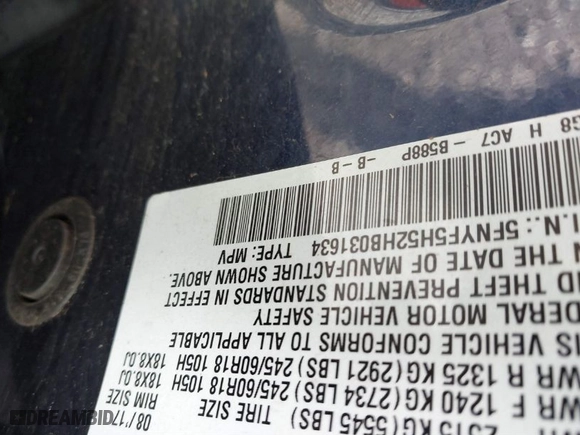 08/17
2515 KG(5545 LBS)
WR F 1240 KG(2734 LBS) 245/60R18 105H 18X8.0J
WR R 1325 KG(2921 LBS) 245/60R18 105H 18X8.0J
TIRE SIZE RIM SIZE
VEHICLE CONFORMS TO ALL APPLICABLE
DERAL MOTOR VEHICLE SAFETY
THEFT PREVENTION STANDARDS IN EFFECT
THE DATE OF MANUFACTURE SHOWN ABOVE.
I.N.: 5FNYF5H52HB031634 TYPE: MPV
H AC7 -B588P -B-B
DREAMBID.COM